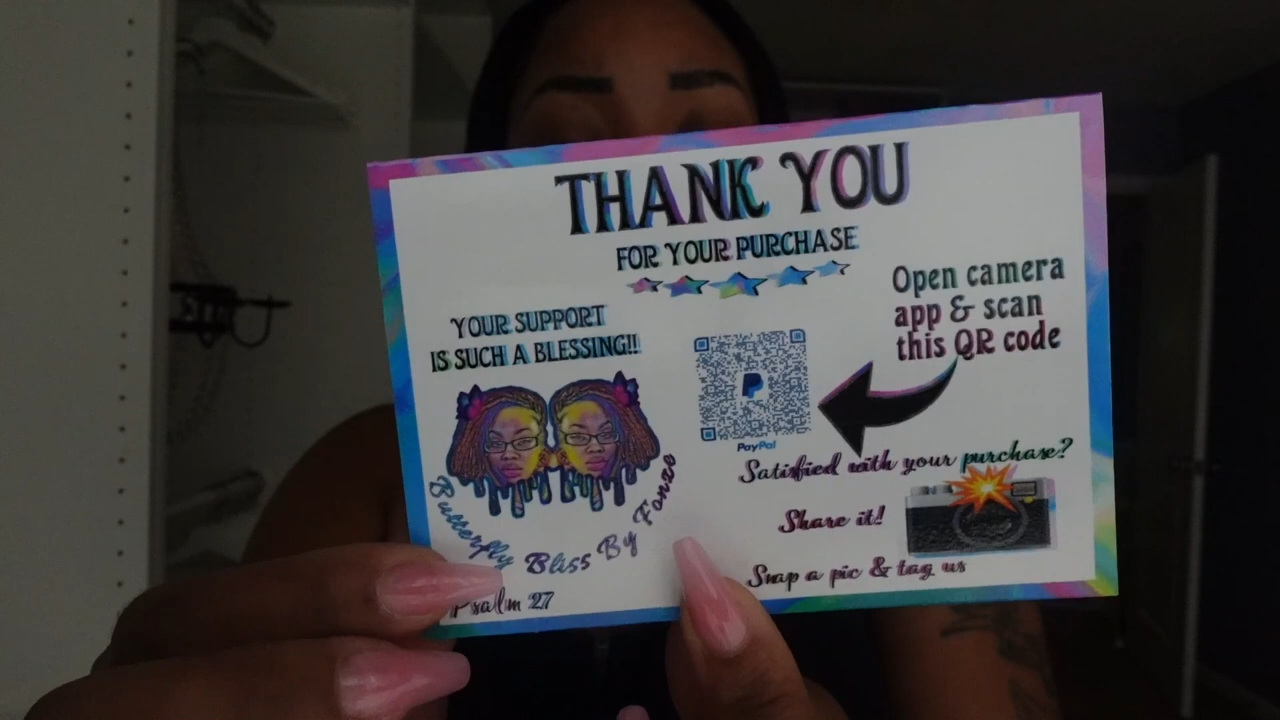 THANK YOU
FOR YOUR PURCHASE
YOUR SUPPORT
IS SUCH A BLESSING!!
Butterfly Bliss By Fonze
Psalm 27
Open camera
app & scan
this QR code
PayPal
Satisfied with your purchase?
Share it!
Snap a pic & tag us